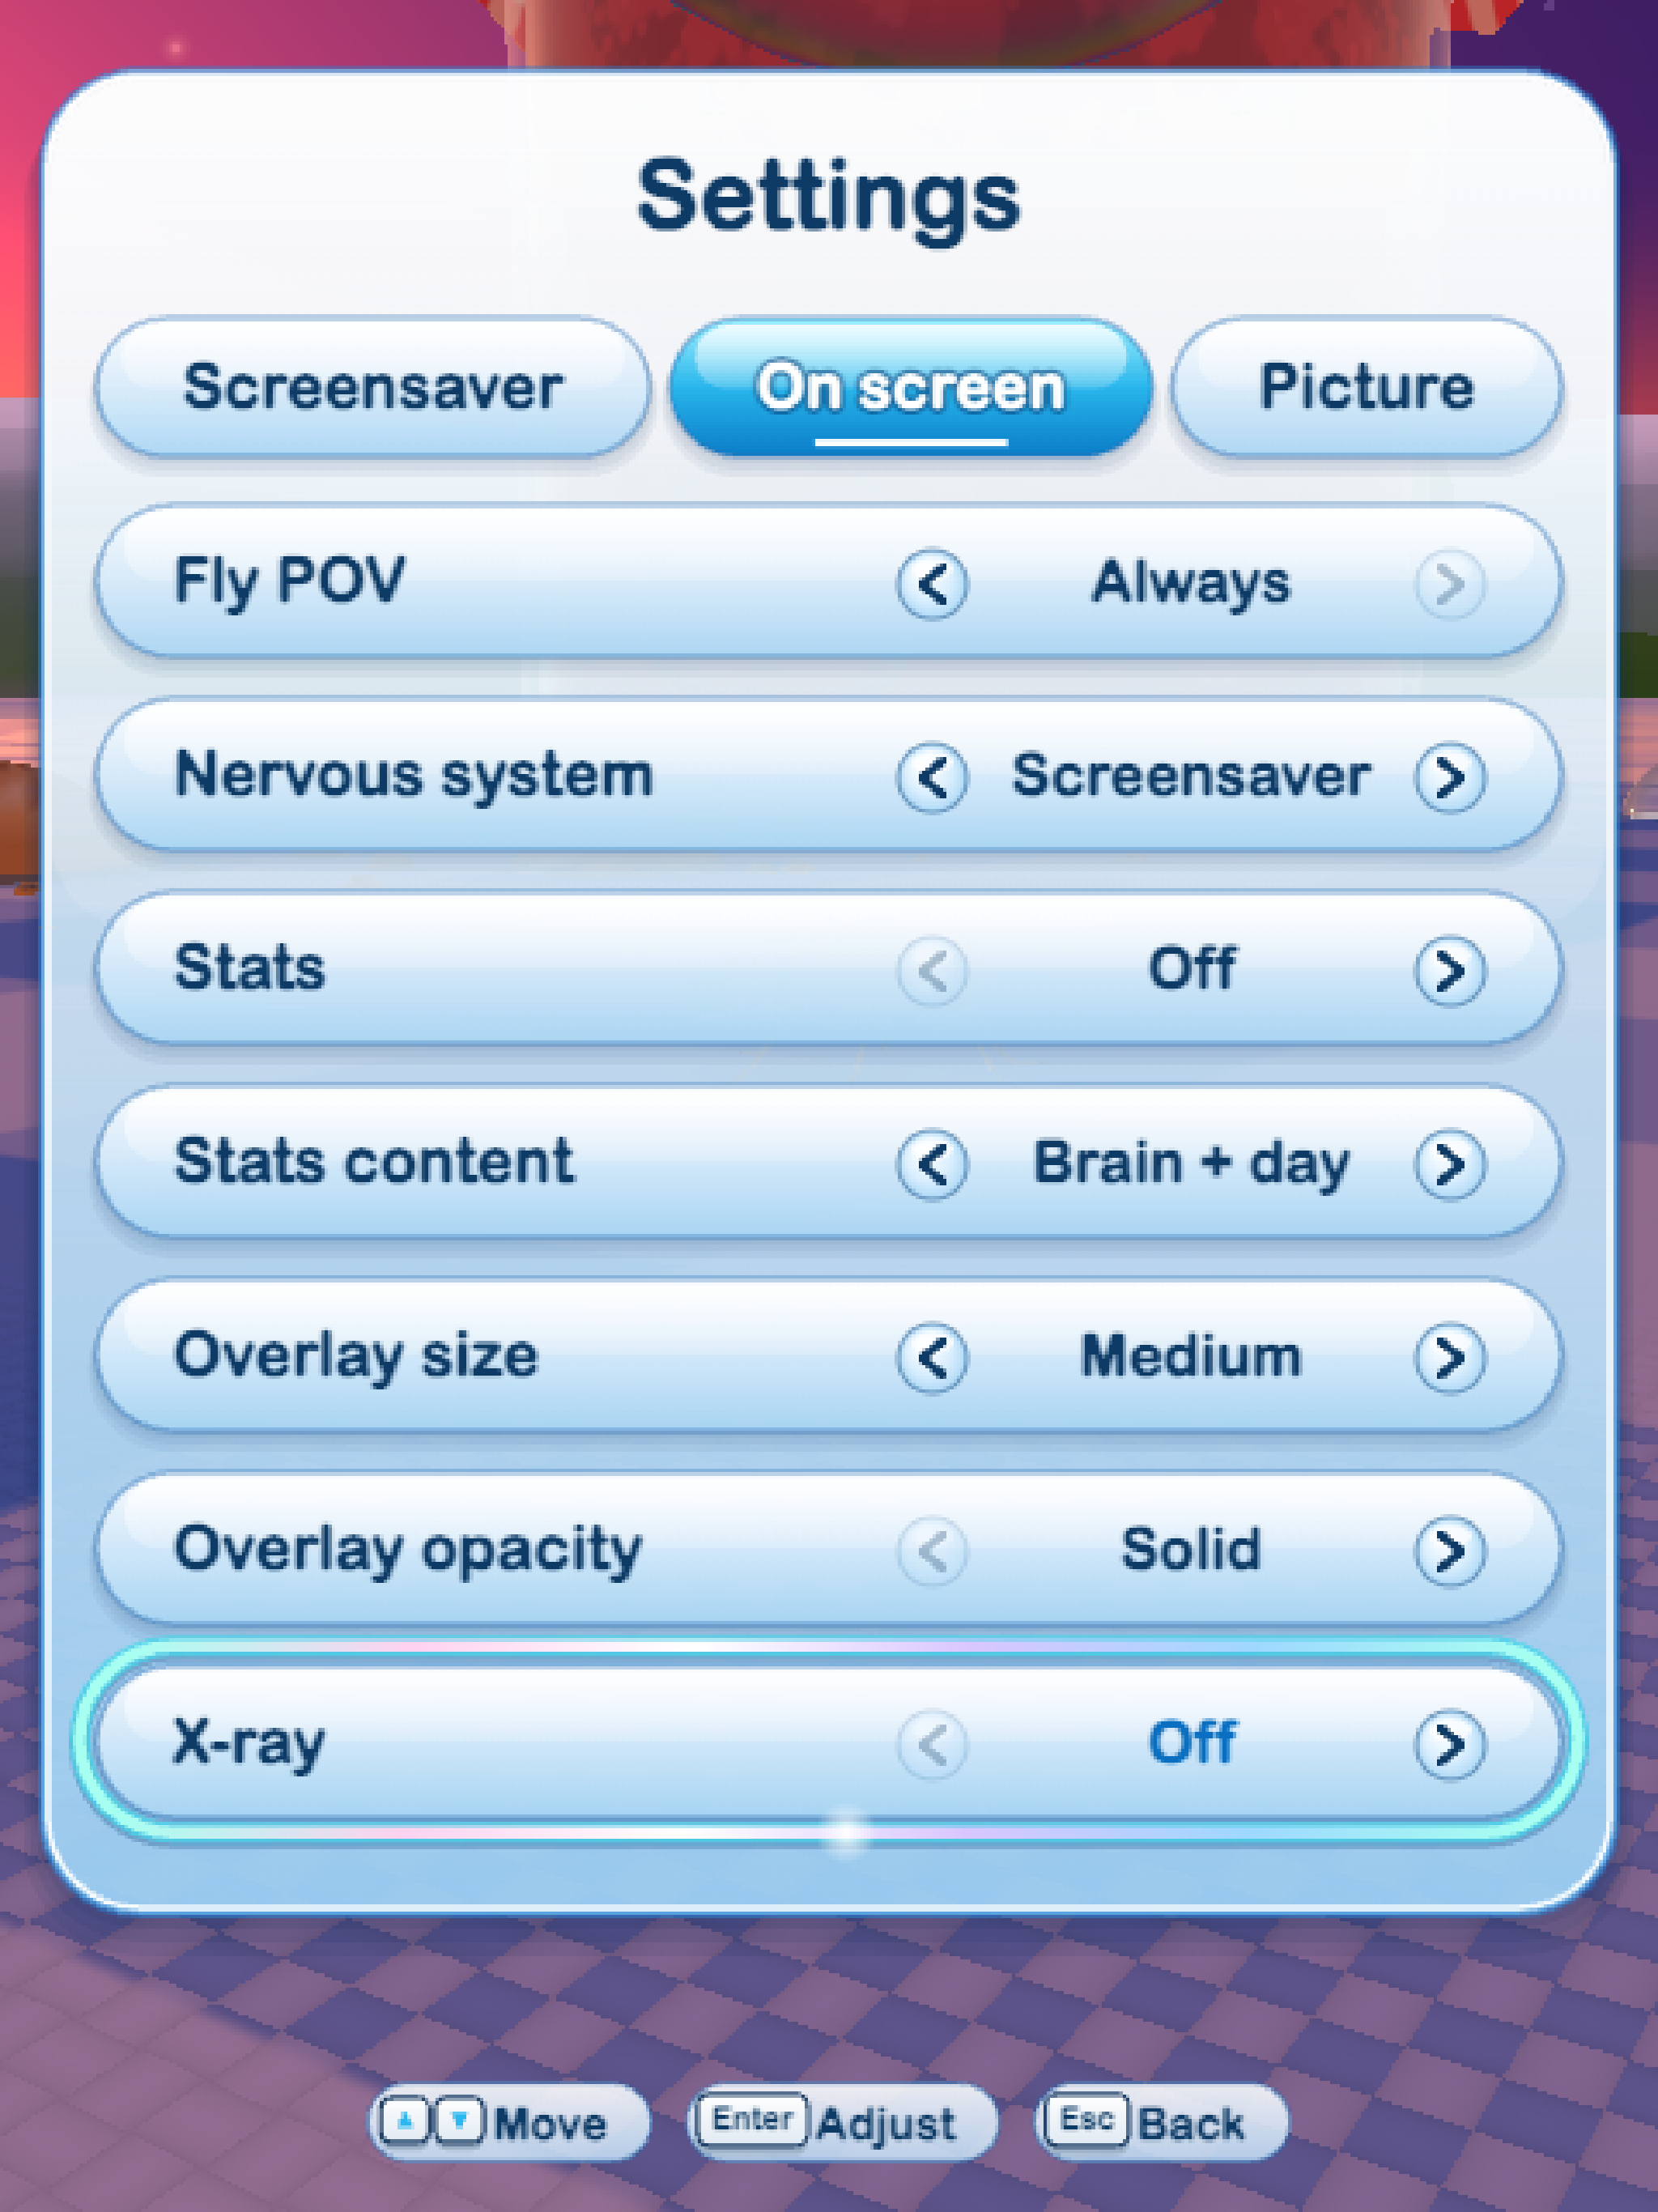 Settings
Screensaver On screen Picture
Fly POV < Always >
Nervous system < Screensaver >
Stats < Off >
Stats content < Brain + day >
Overlay size < Medium >
Overlay opacity < Solid >
X-ray < Off >
▲ ▼ Move Enter Adjust Esc Back